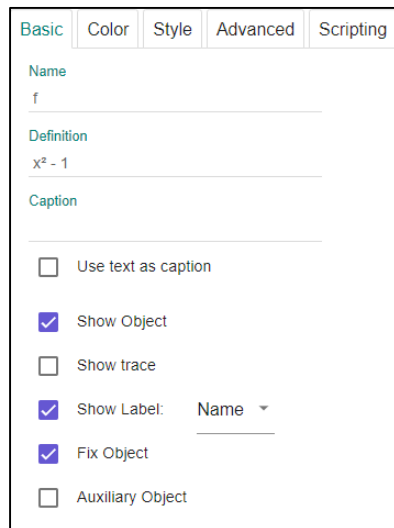 Basic Color Style Advanced Scripting
Name
f
Definition
x² - 1
Caption
Use text as caption
Show Object
Show trace
Show Label: Name
Fix Object
Auxiliary Object